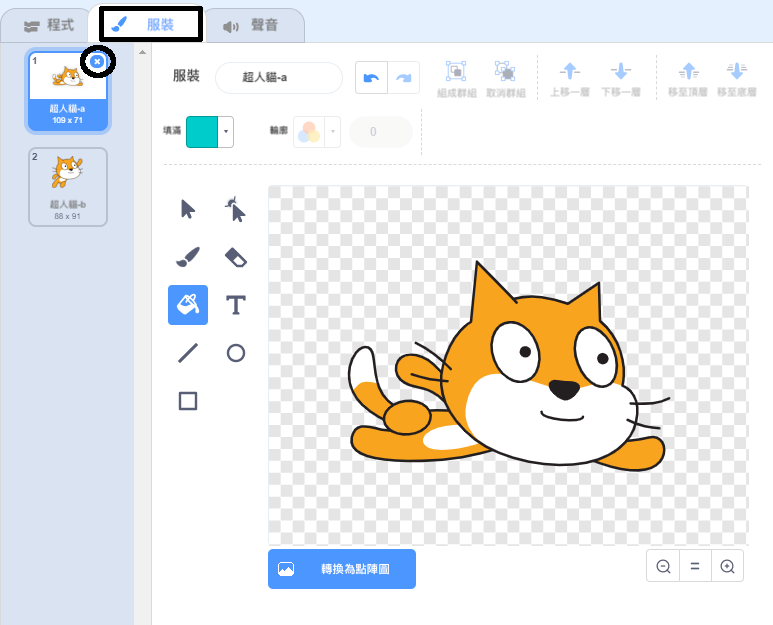 程式
服裝
聲音
1
超人貓-a
109 x 71
2
超人貓-b
88 x 91
服裝
超人貓-a
組成群組
取消群組
上移一層
下移一層
移至頂層
移至底層
填滿
輪廓
0
T
轉換為點陣圖